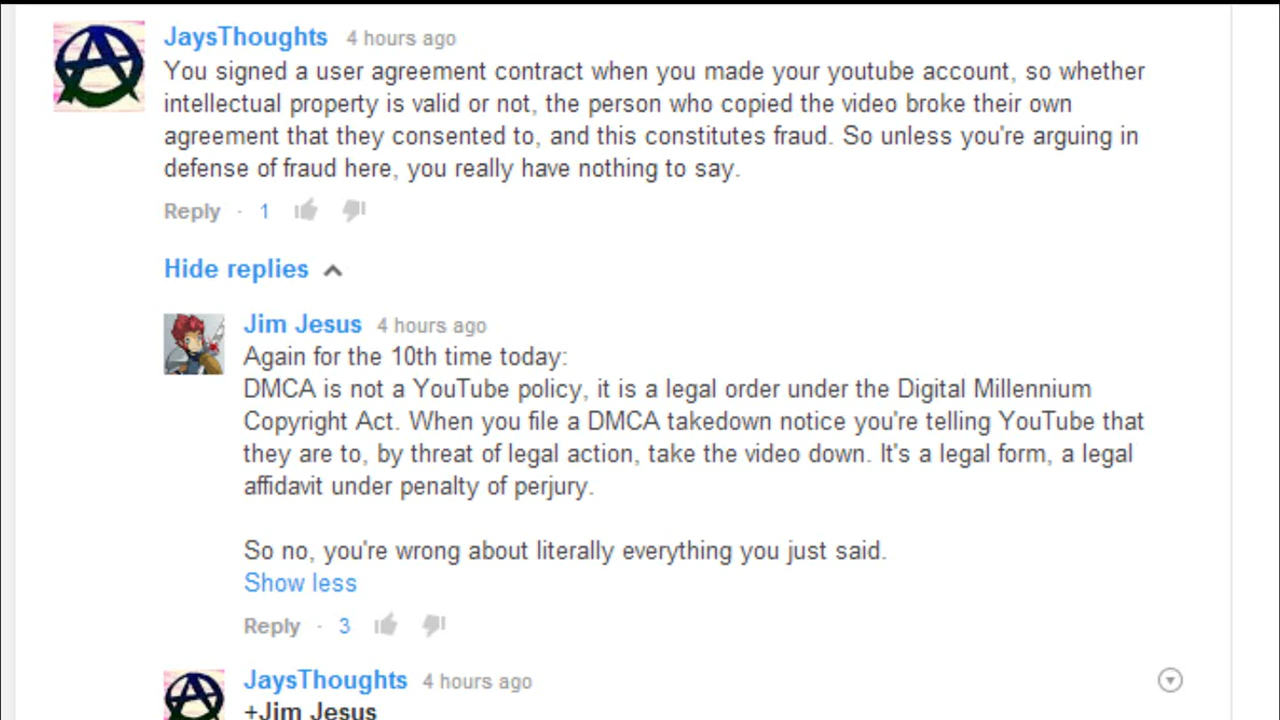 JaysThoughts 4 hours ago
You signed a user agreement contract when you made your youtube account, so whether
intellectual property is valid or not, the person who copied the video broke their own
agreement that they consented to, and this constitutes fraud. So unless you're arguing in
defense of fraud here, you really have nothing to say.
Reply · 1
Hide replies
Jim Jesus 4 hours ago
Again for the 10th time today:
DMCA is not a YouTube policy, it is a legal order under the Digital Millennium
Copyright Act. When you file a DMCA takedown notice you're telling YouTube that
they are to, by threat of legal action, take the video down. It's a legal form, a legal
affidavit under penalty of perjury.
So no, you're wrong about literally everything you just said.
Show less
Reply · 3
JaysThoughts 4 hours ago
+Jim Jesus